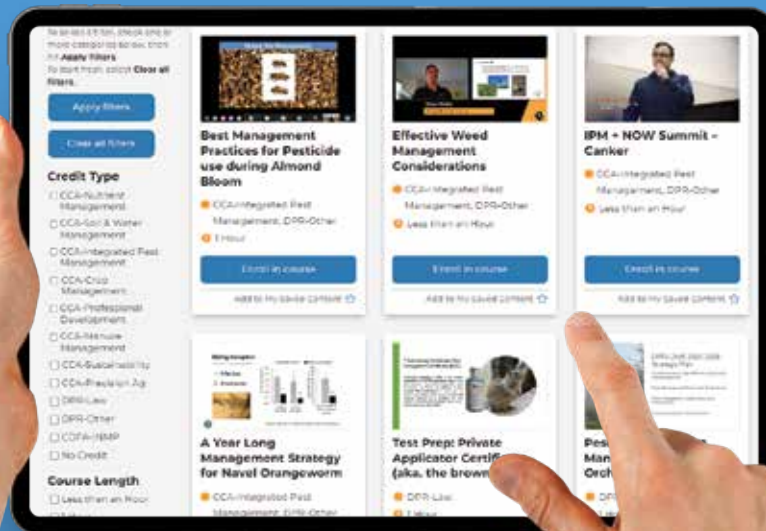 To select filters, check one or
more categories below, then
hit Apply filters.
To start fresh, select Clear all
filters.
Apply filters
Clear all filters
Credit Type
CCA-Nutrient
Management
CCA-Soil & Water
Management
CCA-Integrated Pest
Management
CCA-Crop
Management
CCA-Professional
Development
CCA-Manure
Management
CCA-Sustainability
CCA-Precision Ag
DPR-Law
DPR-Other
CDFA-INMP
No Credit
Course Length
Less than an Hour
1 Hour
Best Management
Practices for Pesticide
use during Almond
Bloom
CCA-Integrated Pest
Management, DPR-Other
1 Hour
Enroll in course
Add to My Saved Content
Effective Weed
Management
Considerations
CCA-Integrated Pest
Management, DPR-Other
Less than an Hour
Enroll in course
Add to My Saved Content
IPM + NOW Summit –
Canker
CCA-Integrated Pest
Management, DPR-Other
Less than an Hour
Enroll in course
Add to My Saved Content
A Year Long
Management Strategy
for Navel Orangeworm
CCA-Integrated Pest
Management, DPR-Other
Test Prep: Private
Applicator Certifi
(aka. the brown
DPR-Law
1 Hour
Pes
Man
Orch
DP